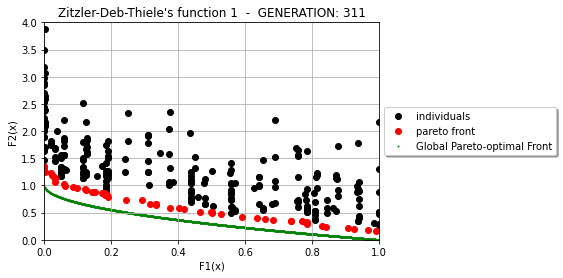 Zitzler-Deb-Thiele's function 1 - GENERATION: 311
F2(x)
4.0
3.5
3.0
2.5
2.0
1.5
1.0
0.5
0.0
0.0 0.2 0.4 0.6 0.8 1.0
F1(x)
individuals
pareto front
Global Pareto-optimal Front